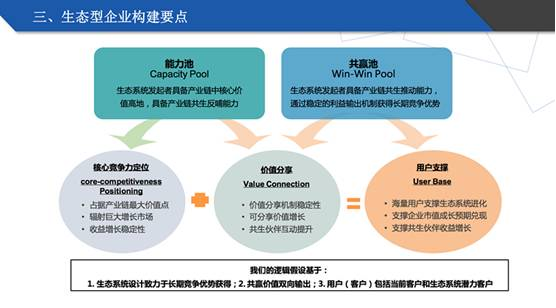 三、生态型企业构建要点
能力池
Capacity Pool
生态系统发起者具备产业链中核心价
值高地，具备产业链共生反哺能力
共赢池
Win-Win Pool
生态系统发起者具备产业链共生推动能力，
通过稳定的利益输出机制获得长期竞争优势
核心竞争力定位
core-competitiveness
Positioning
• 占据产业链最大价值点
• 辐射巨大增长市场
• 收益增长稳定性
价值分享
Value Connection
• 价值分享机制稳定性
• 可分享价值增长
• 共生伙伴互动提升
用户支撑
User Base
• 海量用户支撑生态系统进化
• 支撑企业市值成长预期兑现
• 支撑共生伙伴收益增长
我们的逻辑假设基于：
1. 生态系统设计致力于长期竞争优势获得；2. 共赢价值双向输出；3. 用户（客户）包括当前客户和生态系统潜力客户